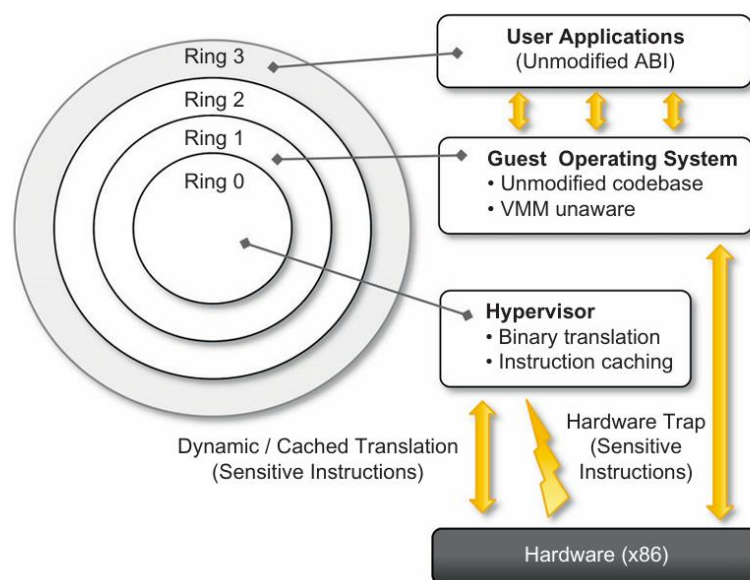 Ring 3
Ring 2
Ring 1
Ring 0
User Applications
(Unmodified ABI)
Guest Operating System
• Unmodified codebase
• VMM unaware
Hypervisor
• Binary translation
• Instruction caching
Dynamic / Cached Translation
(Sensitive Instructions)
Hardware Trap
(Sensitive
Instructions)
Hardware (x86)